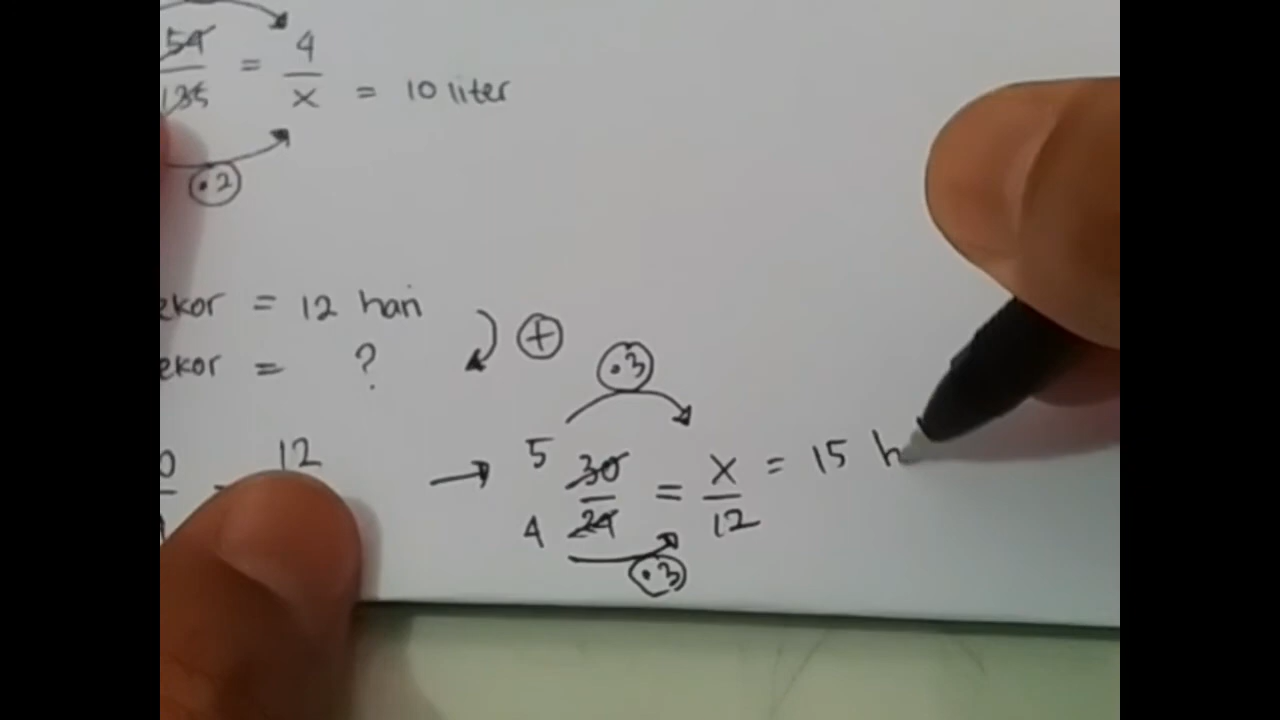 54 = 4
135 x = 10 liter
·2
ekor = 12 hari
ekor = ?
+
·3
0 = 12 → 5 30 = x = 15 h
4 24 12
·3